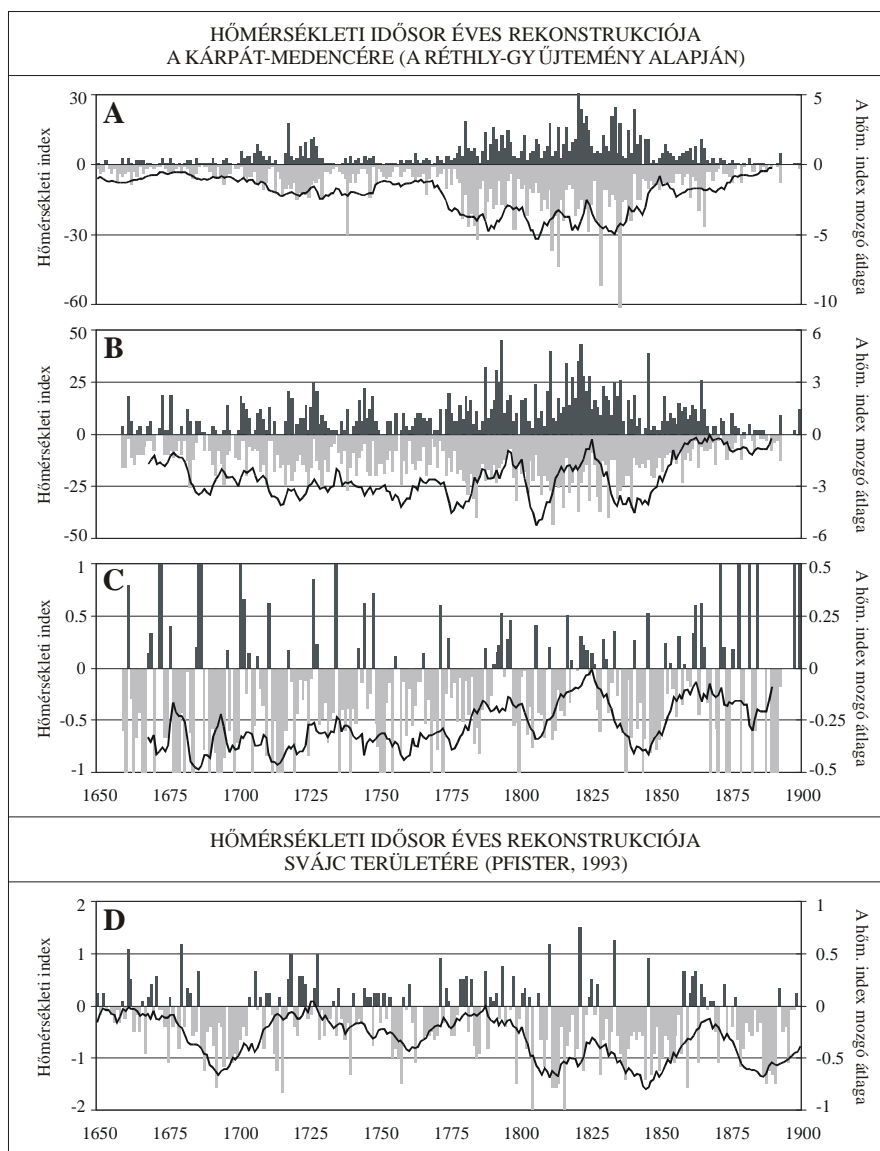 HŐMÉRSÉKLETI IDŐSOR ÉVES REKONSTRUKCIÓJA
A KÁRPÁT-MEDENCÉRE (A RÉTHLY-GY ŰJTEMÉNY ALAPJÁN)
A
Hőmérsékleti index
30
0
-30
-60
5
0
-5
-10
A hőm. index mozgó átlaga
B
Hőmérsékleti index
50
25
0
-25
-50
6
3
0
-3
-6
A hőm. index mozgó átlaga
C
Hőmérsékleti index
1
0.5
0
-0.5
-1
0.5
0.25
0
-0.25
-0.5
A hőm. index mozgó átlaga
1650 1675 1700 1725 1750 1775 1800 1825 1850 1875 1900
HŐMÉRSÉKLETI IDŐSOR ÉVES REKONSTRUKCIÓJA
SVÁJC TERÜLETÉRE (PFISTER, 1993)
D
Hőmérsékleti index
2
1
0
-1
-2
1
0.5
0
-0.5
-1
A hőm. index mozgó átlaga
1650 1675 1700 1725 1750 1775 1800 1825 1850 1875 1900